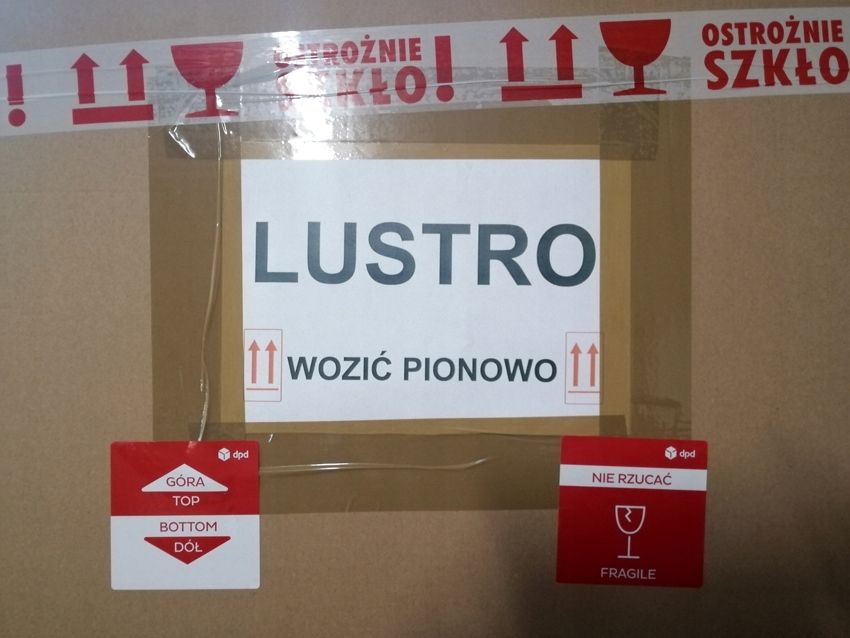 !
OSTROŻNIE
SZKŁO!
OSTROŻNIE
SZKŁO
LUSTRO
WOZIĆ PIONOWO
dpd
GÓRA
TOP
BOTTOM
DÓŁ
dpd
NIE RZUCAĆ
FRAGILE